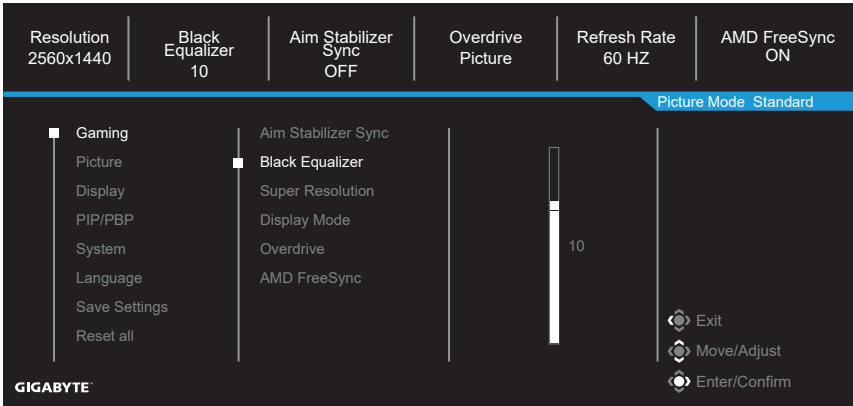 Resolution
2560x1440
Black
Equalizer
10
Aim Stabilizer
Sync
OFF
Overdrive
Picture
Refresh Rate
60 HZ
AMD FreeSync
ON
Picture Mode Standard
Gaming
Picture
Display
PIP/PBP
System
Language
Save Settings
Reset all
Aim Stabilizer Sync
Black Equalizer
Super Resolution
Display Mode
Overdrive
AMD FreeSync
10
Exit
Move/Adjust
Enter/Confirm
GIGABYTE™